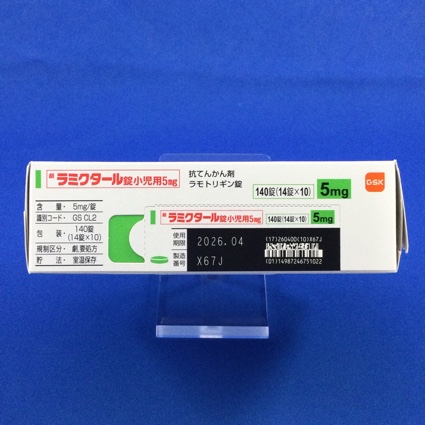 劇 ラミクタール錠小児用5mg
抗てんかん剤
ラモトリギン錠
140錠(14錠×10) 5mg
GSK
含量: 5mg/錠
識別コード: GS CL2
包装: 140錠
(14錠×10)
規制区分: 劇,要処方
貯法: 室温保存
劇 ラミクタール錠小児用5mg 140錠(14錠×10) 5mg
使用
期限 2026.04
製造
番号 X67J
(17)260400(10)X67J
(01)14987246751022